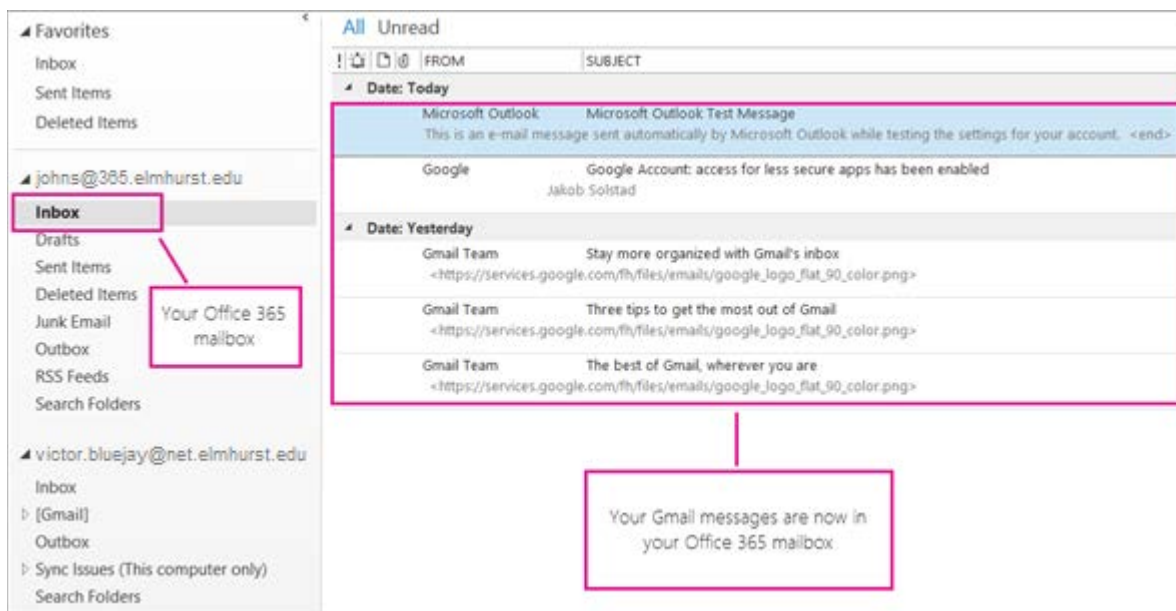 Favorites
Inbox
Sent Items
Deleted Items
johns@365.elmhurst.edu
Inbox
Drafts
Sent Items
Deleted Items
Junk Email
Outbox
RSS Feeds
Search Folders
Your Office 365
mailbox
victor.bluejay@net.elmhurst.edu
Inbox
[Gmail]
Outbox
Sync Issues (This computer only)
Search Folders
All Unread
! FROM SUBJECT
Date: Today
Microsoft Outlook Microsoft Outlook Test Message
This is an e-mail message sent automatically by Microsoft Outlook while testing the settings for your account. <end>
Google Google Account: access for less secure apps has been enabled
Jakob Solstad
Date: Yesterday
Gmail Team Stay more organized with Gmail's inbox
<https://services.google.com/fh/files/emails/google_logo_flat_90_color.png>
Gmail Team Three tips to get the most out of Gmail
<https://services.google.com/fh/files/emails/google_logo_flat_90_color.png>
Gmail Team The best of Gmail, wherever you are
<https://services.google.com/fh/files/emails/google_logo_flat_90_color.png>
Your Gmail messages are now in
your Office 365 mailbox